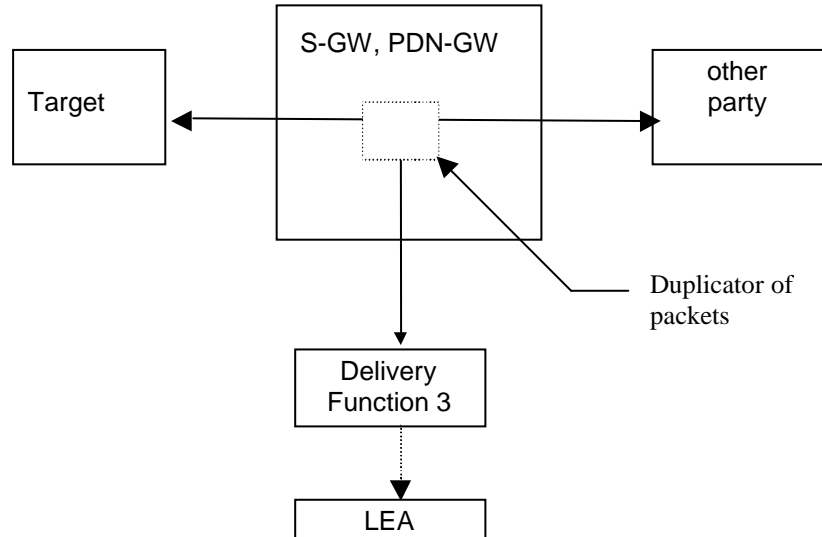 S-GW, PDN-GW
Target
other
party
Duplicator of
packets
Delivery
Function 3
LEA